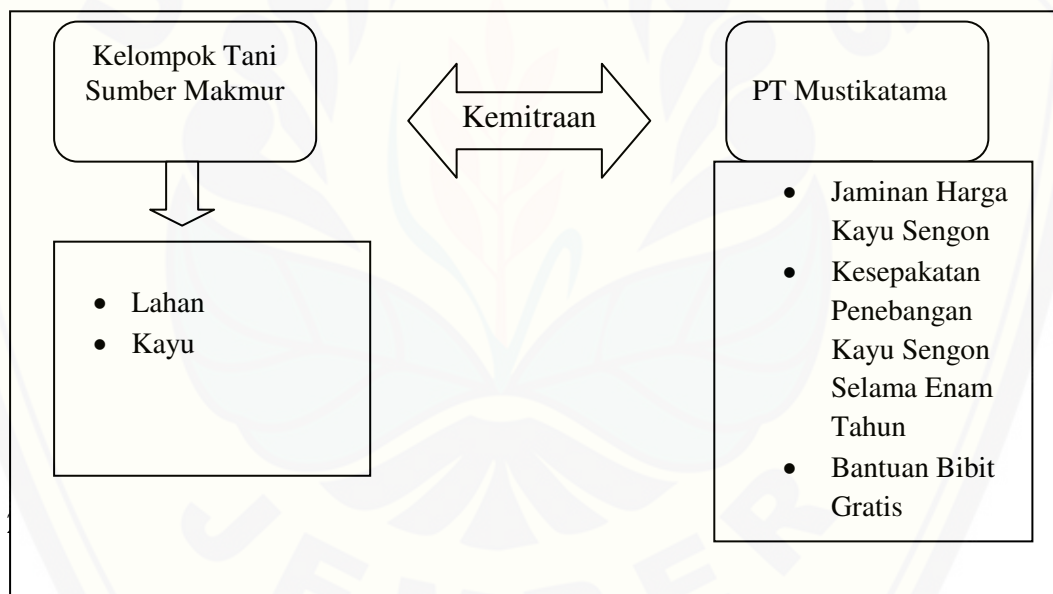 Kelompok Tani
Sumber Makmur
Kemitraan
PT Mustikatama
• Lahan
• Kayu
• Jaminan Harga
Kayu Sengon
• Kesepakatan
Penebangan
Kayu Sengon
Selama Enam
Tahun
• Bantuan Bibit
Gratis
JEMBER